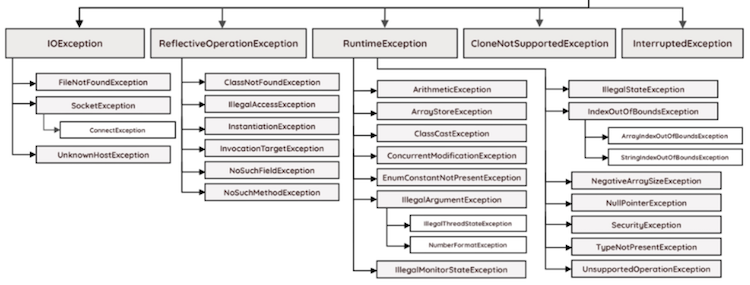 IOException
ReflectiveOperationException
RuntimeException
CloneNotSupportedException
InterruptedException
FileNotFoundException
SocketException
ConnectException
UnknownHostException
ClassNotFoundException
IllegalAccessException
InstantiationException
InvocationTargetException
NoSuchFieldException
NoSuchMethodException
ArithmeticException
ArrayStoreException
ClassCastException
ConcurrentModificationException
EnumConstantNotPresentException
IllegalArgumentException
IllegalThreadStateException
NumberFormatException
IllegalMonitorStateException
IllegalStateException
IndexOutOfBoundsException
ArrayIndexOutOfBoundsException
StringIndexOutOfBoundsException
NegativeArraySizeException
NullPointerException
SecurityException
TypeNotPresentException
UnsupportedOperationException